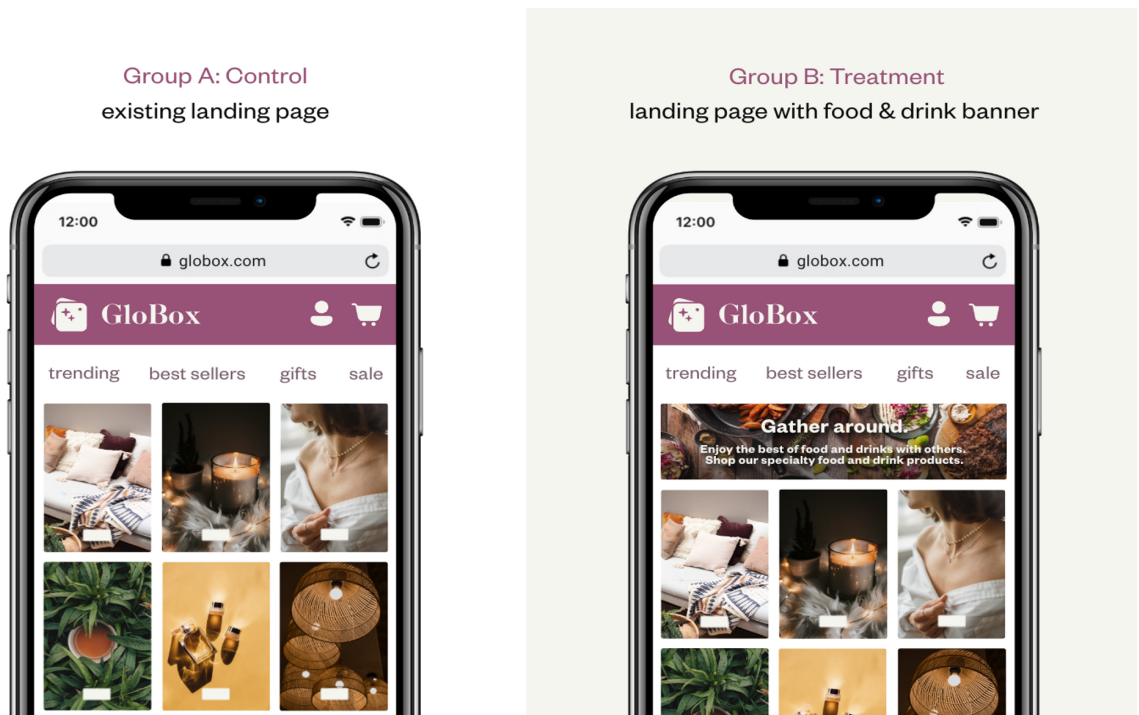 Group A: Control
existing landing page
12:00
globox.com
GloBox
trending best sellers gifts sale
Group B: Treatment
landing page with food & drink banner
12:00
globox.com
GloBox
trending best sellers gifts sale
Gather around.
Enjoy the best of food and drinks with others.
Shop our specialty food and drink products.